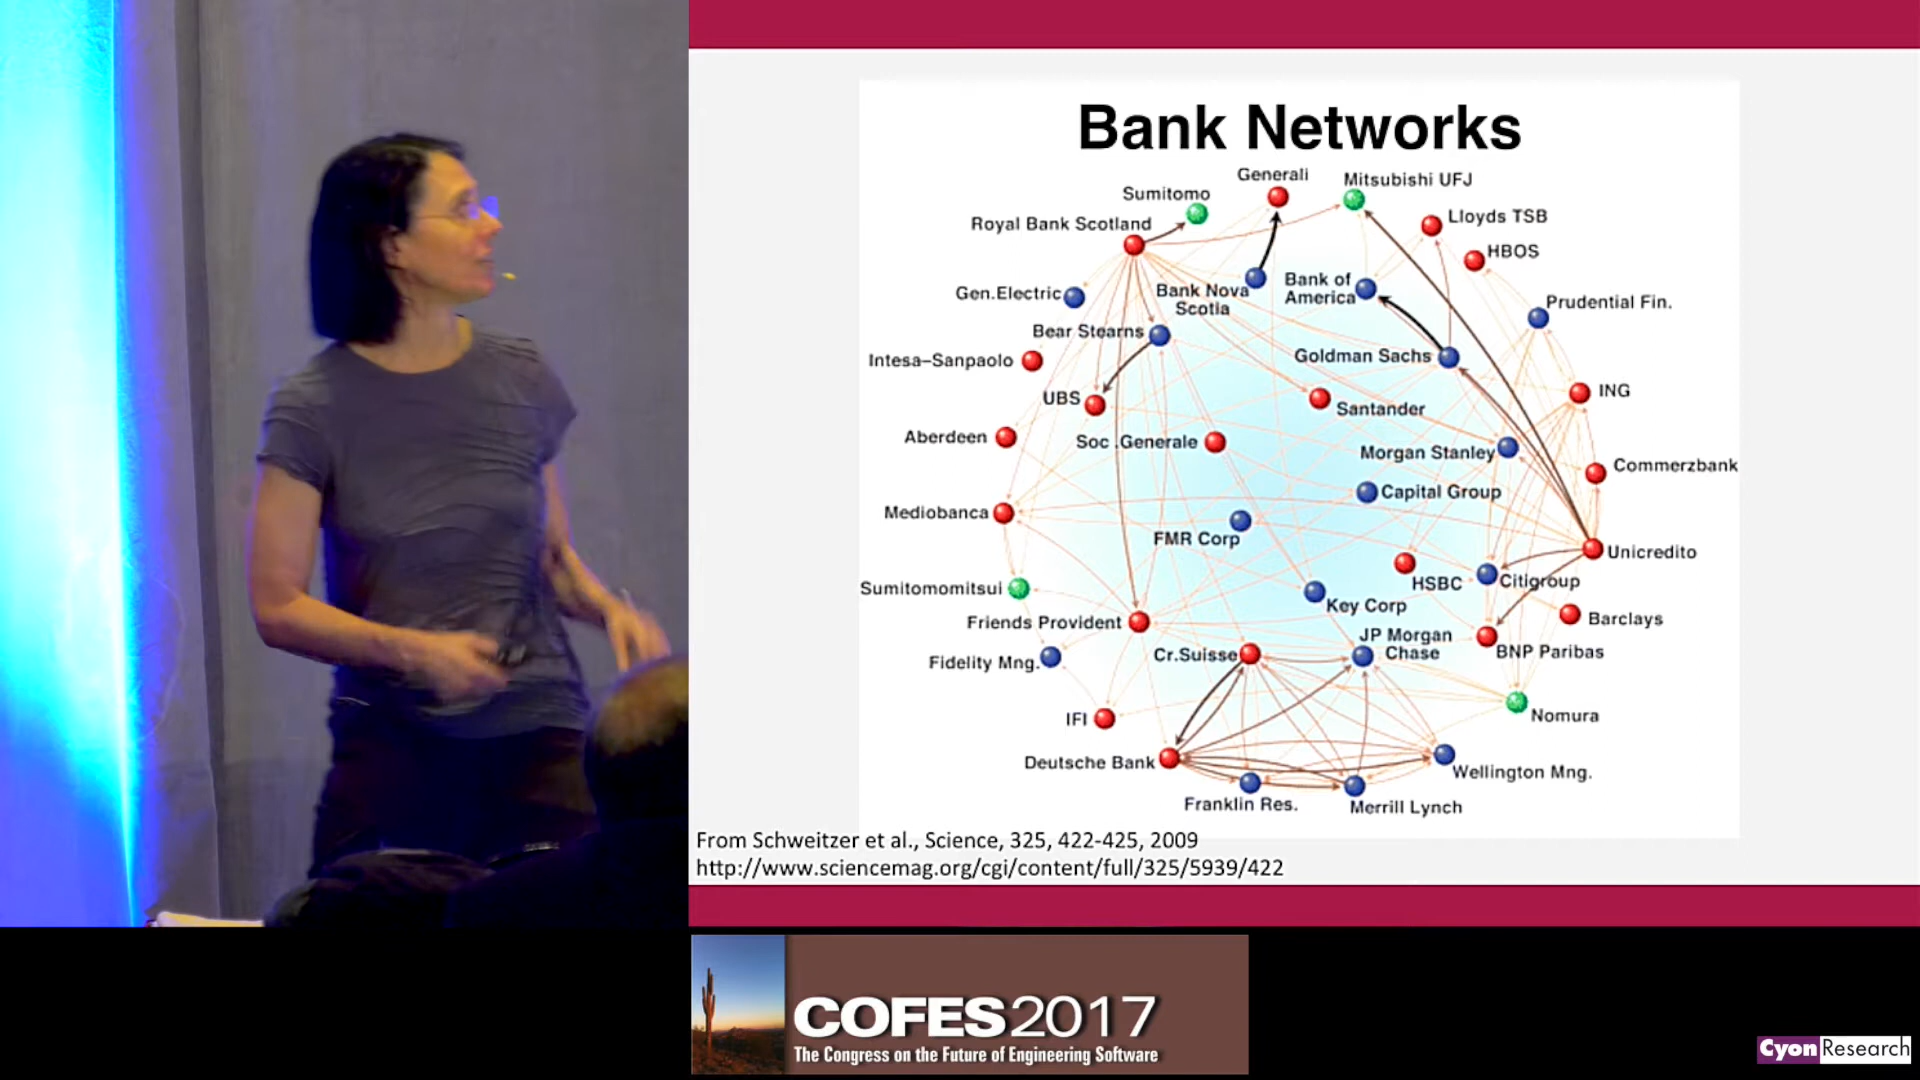 Bank Networks
Generali
Mitsubishi UFJ
Sumitomo
Lloyds TSB
Royal Bank Scotland
HBOS
Gen.Electric
Bank Nova
Scotia
Bank of
America
Prudential Fin.
Bear Stearns
Intesa–Sanpaolo
Goldman Sachs
ING
UBS
Santander
Aberdeen
Soc.Generale
Morgan Stanley
Commerzbank
Capital Group
Mediobanca
FMR Corp
Unicredito
HSBC
Citigroup
Sumitomomitsui
Key Corp
Barclays
Friends Provident
JP Morgan
Chase
BNP Paribas
Fidelity Mng.
Cr.Suisse
IFI
Nomura
Deutsche Bank
Wellington Mng.
Franklin Res.
Merrill Lynch
From Schweitzer et al., Science, 325, 422-425, 2009
http://www.sciencemag.org/cgi/content/full/325/5939/422
COFES2017
The Congress on the Future of Engineering Software
CyonResearch